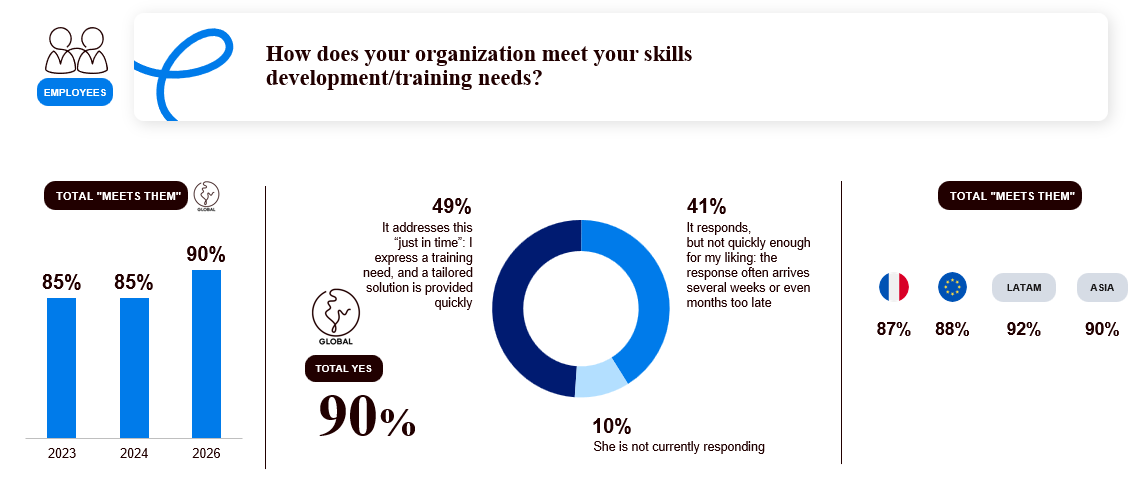 How does your organization meet your skills
development/training needs?
EMPLOYEES
TOTAL "MEETS THEM"
GLOBAL
85%
85%
90%
2023
2024
2026
49%
It addresses this
“just in time”: I
express a training
need, and a tailored
solution is provided
quickly
GLOBAL
TOTAL YES
90%
41%
It responds,
but not quickly enough
for my liking: the
response often arrives
several weeks or even
months too late
10%
She is not currently responding
TOTAL "MEETS THEM"
LATAM
ASIA
87%
88%
92%
90%